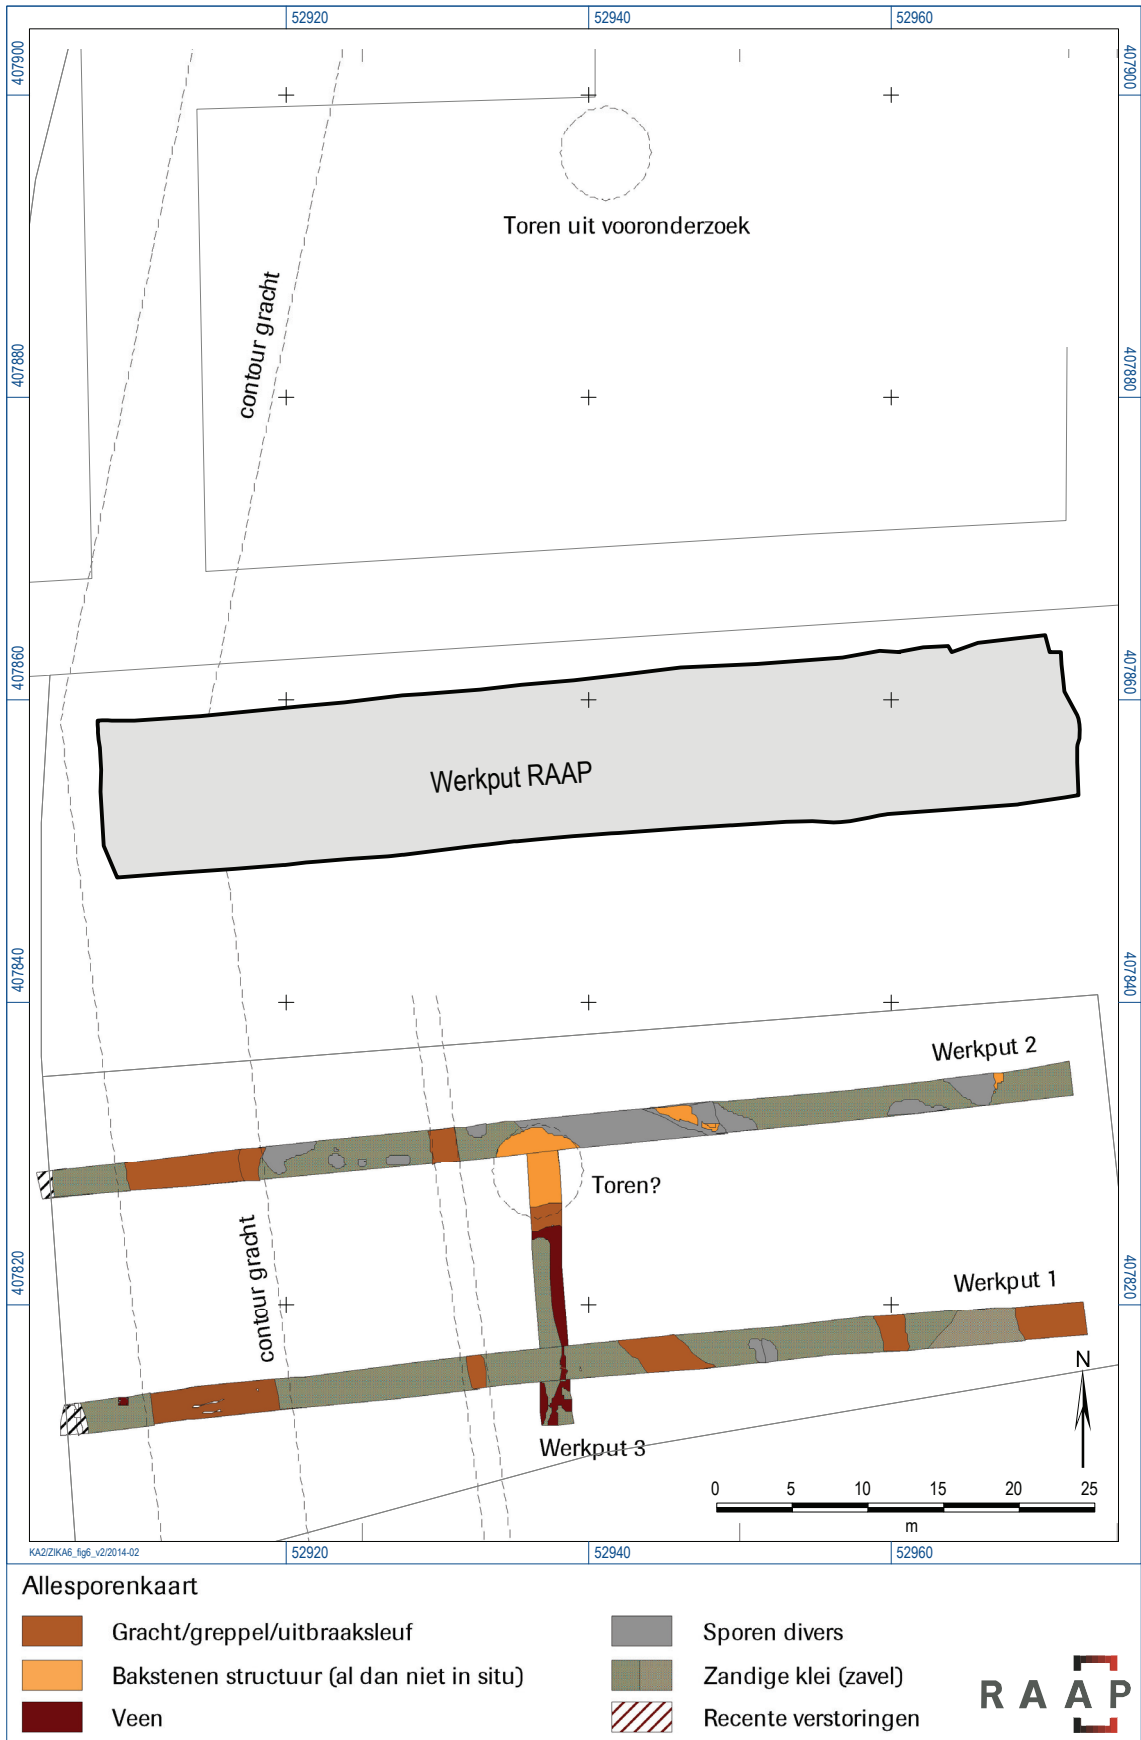 52920
52940
52960
407900
407900
Toren uit vooronderzoek
contour gracht
407880
407880
407860
407860
Werkput RAAP
407840
407840
Werkput 2
Toren?
contour gracht
407820
407820
Werkput 1
N
Werkput 3
0 5 10 15 20 25
m
KA2/ZIKA6_fig6_v2/2014-02
52920
52940
52960
Allesporenkaart
Gracht/greppel/uitbraaksleuf
Bakstenen structuur (al dan niet in situ)
Veen
Sporen divers
Zandige klei (zavel)
Recente verstoringen
RAAP